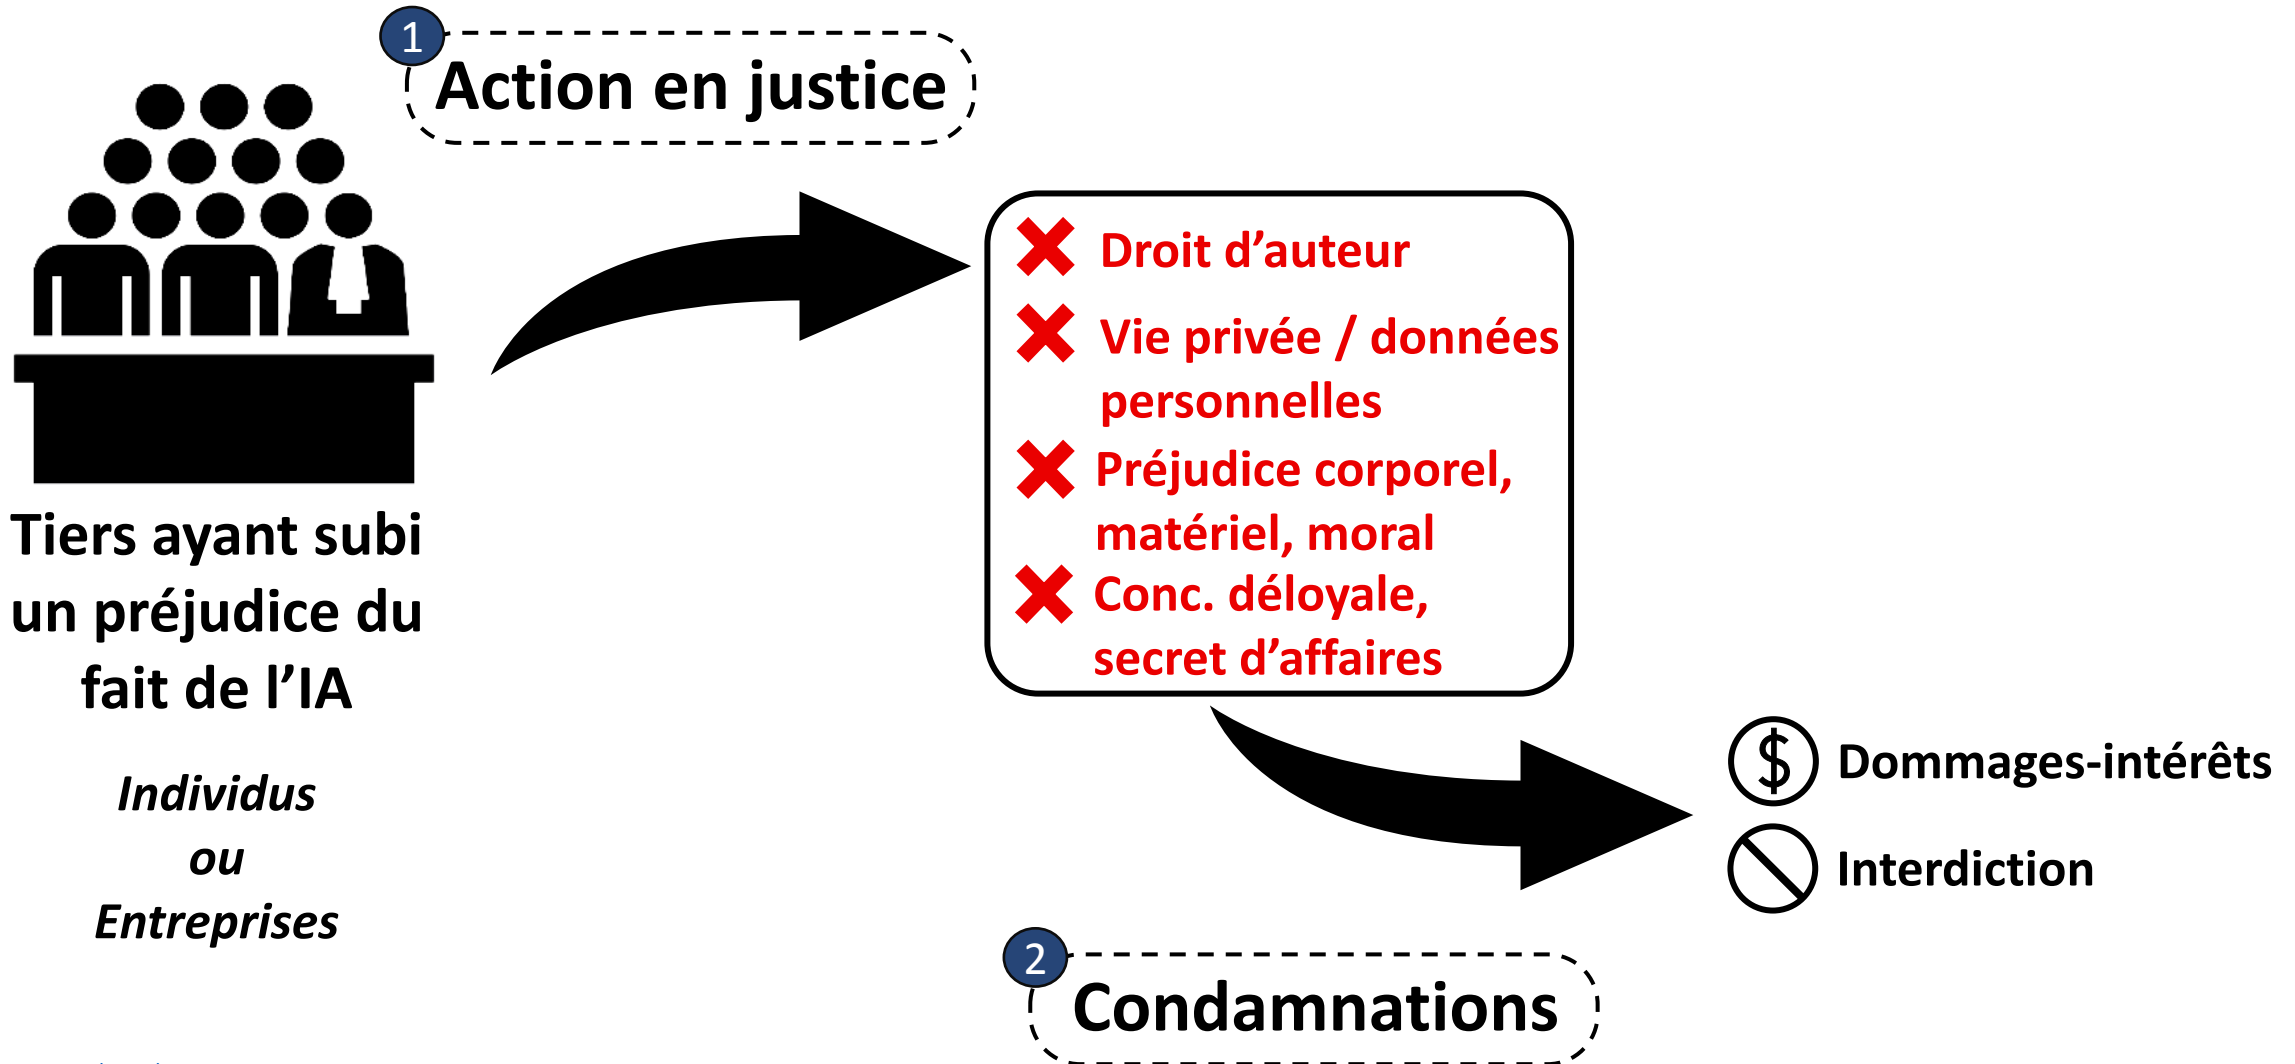 1
Action en justice
Tiers ayant subi
un préjudice du
fait de l’IA
Individus
ou
Entreprises
Droit d’auteur
Vie privée / données
personnelles
Préjudice corporel,
matériel, moral
Conc. déloyale,
secret d’affaires
$ Dommages-intérêts
Interdiction
2
Condamnations